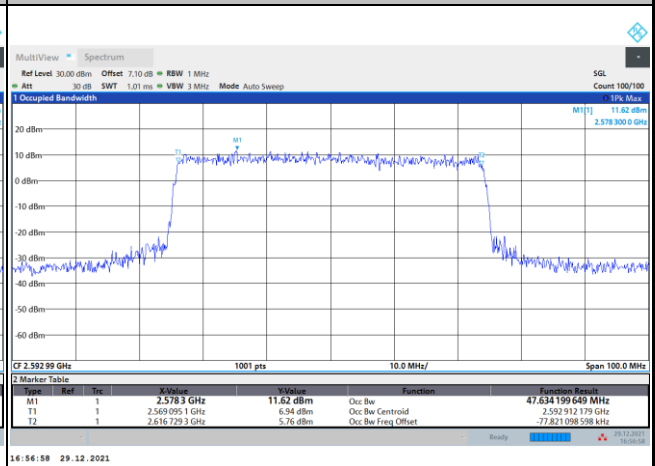 MultiView Spectrum
Ref Level 30.00 dBm Offset 7.10 dB RBW 1 MHz SGL
Att 30 dB SWT 1.01 ms VBW 3 MHz Mode Auto Sweep Count 100/100
1 Occupied Bandwidth 1Pk Max
M1[1] 11.62 dBm
2.578 300 0 GHz
20 dBm
M1
10 dBm
T1
T2
0 dBm
-10 dBm
-20 dBm
-30 dBm
-40 dBm
-50 dBm
-60 dBm
CF 2.592 99 GHz 1001 pts 10.0 MHz/ Span 100.0 MHz
2 Marker Table
Type Ref Trc X-Value Y-Value Function Function Result
M1 1 2.578 3 GHz 11.62 dBm Occ Bw 47.634 199 649 MHz
T1 1 2.569 095 1 GHz 6.94 dBm Occ Bw Centroid 2.592 912 179 GHz
T2 1 2.616 729 3 GHz 5.76 dBm Occ Bw Freq Offset -77.821 098 598 kHz
Ready 29.12.2021
16:56:58
16:56:58 29.12.2021